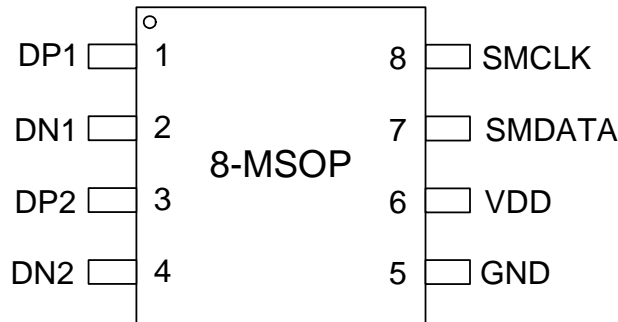 DP1 1 8 SMCLK
DN1 2 7 SMDATA
8-MSOP
DP2 3 6 VDD
DN2 4 5 GND